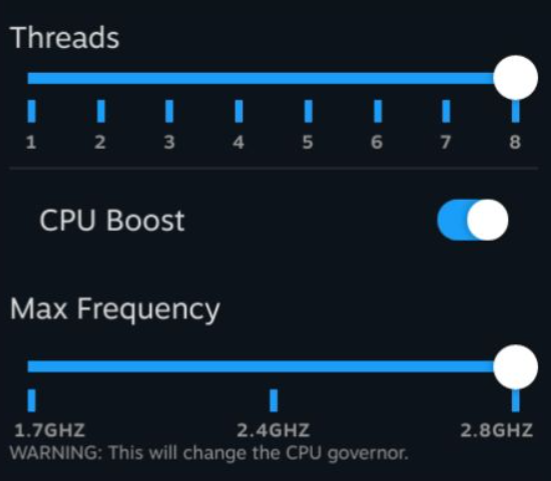 Threads
1 2 3 4 5 6 7 8
CPU Boost
Max Frequency
1.7GHZ 2.4GHZ 2.8GHZ
WARNING: This will change the CPU governor.